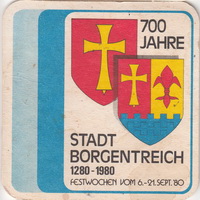 700
JAHRE
STADT
BORGENTREICH
1280-1980
FESTWOCHEN VOM 6.-21. SEPT. '80